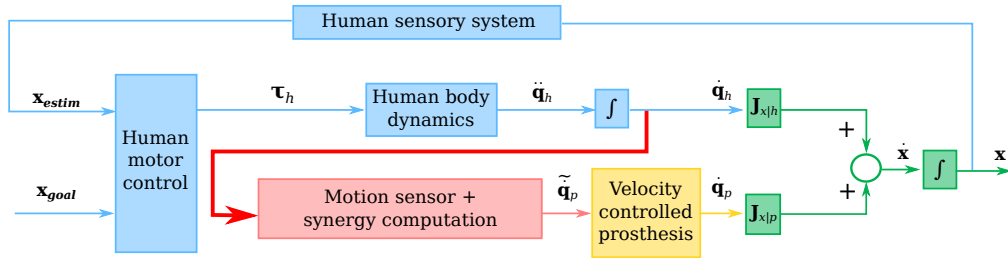 Human sensory system
x_estim
τ_h
Human body
dynamics
q̈_h
∫
q̇_h
J_x|h
Human
motor
control
+
ẋ
x
∫
x_goal
Motion sensor +
synergy computation
q̇̃_p
Velocity
controlled
prosthesis
q̇_p
+
J_x|p